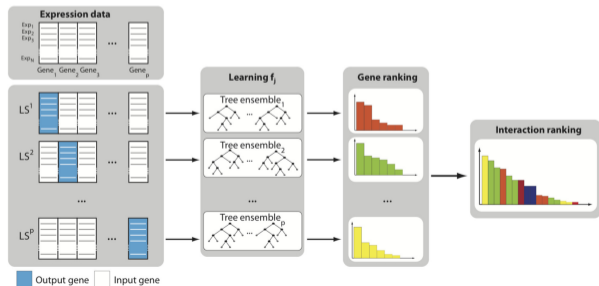 Expression data
Exp1
Exp2
Exp3
ExpN
...
Gene1 Gene2 Gene3 Genep
LS1
LS2
...
LSp
...
...
...
Output gene
Input gene
Learning fj
Tree ensemble1
...
Tree ensemble2
...
...
Tree ensemblep
...
Gene ranking
...
Interaction ranking